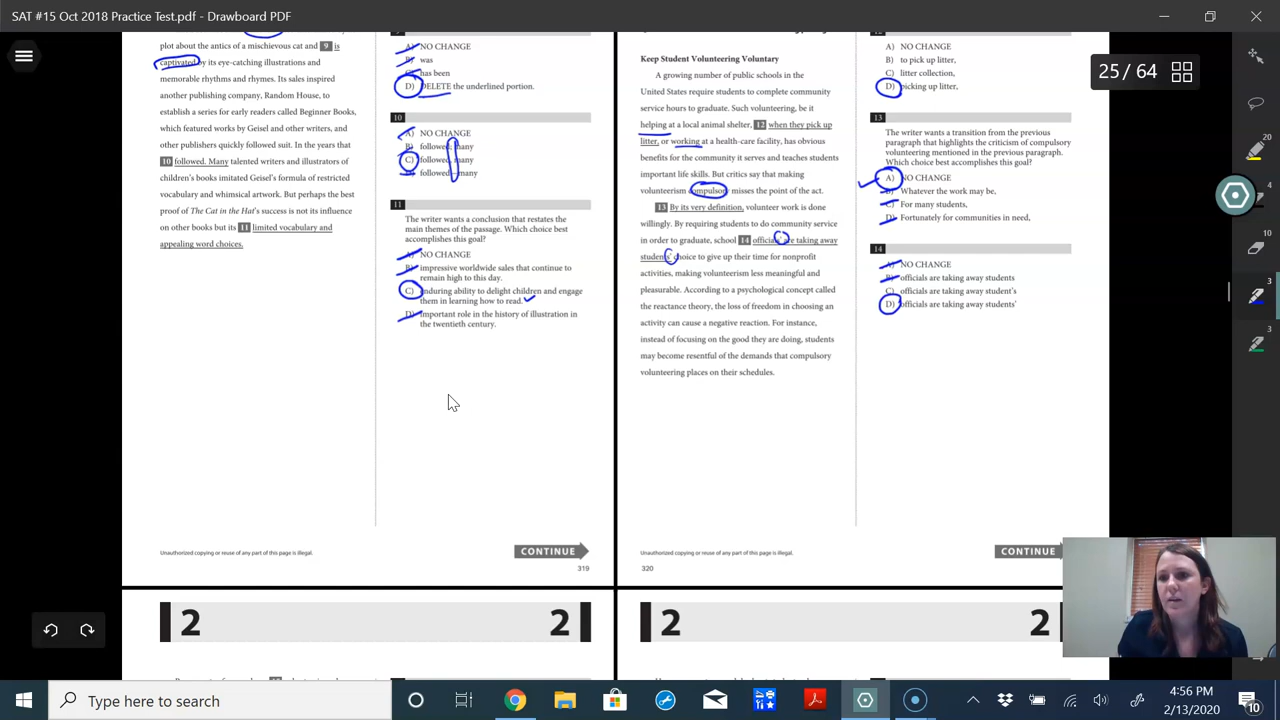 SAT #15 October 2018 SAT
25 / 64
plot about the antics of a mischievous cat and 9 is
captivated by its eye-catching illustrations and
memorable rhythms and rhymes. Its sales inspired
another publishing company, Random House, to
establish a series for early readers called Beginner Books,
which featured works by Geisel and other writers, and
other publishers quickly followed suit. In the years that
10 followed. Many talented writers and illustrators of
children's books imitated Geisel's formula of restricted
vocabulary and whimsical artwork. But perhaps the best
proof of The Cat in the Hat's success is not its influence
on other books but its 11 limited vocabulary and
appealing word choices.
A) NO CHANGE
B) was
C) has been
D) DELETE the underlined portion.
10
A) NO CHANGE
B) followed; many
C) followed, many
D) followed—many
11
The writer wants a conclusion that restates the
main themes of the passage. Which choice best
accomplishes this goal?
A) NO CHANGE
B) impressive worldwide sales that continue to
remain high to this day.
C) enduring ability to delight children and engage
them in learning how to read.
D) important role in the history of illustration in
the twentieth century.
Unauthorized copying or reuse of any part of this page is illegal.
CONTINUE
319
Keep Student Volunteering Voluntary
A growing number of public schools in the
United States require students to complete community
service hours to graduate. Such volunteering, be it
helping at a local animal shelter, 12 when they pick up
litter, or working at a health-care facility, has obvious
benefits for the community it serves and teaches students
important life skills. But critics say that making
volunteerism compulsory misses the point of the act.
13 By its very definition, volunteer work is done
willingly. By requiring students to do community service
in order to graduate, school 14 officials' are taking away
students' choice to give up their time for nonprofit
activities, making volunteerism less meaningful and
pleasurable. According to a psychological concept called
the reactance theory, the loss of freedom in choosing an
activity can cause a negative reaction. For instance,
instead of focusing on the good they are doing, students
may become resentful of the demands that compulsory
volunteering places on their schedules.
12
A) NO CHANGE
B) to pick up litter,
C) litter collection,
D) picking up litter,
13
The writer wants a transition from the previous
paragraph that highlights the criticism of compulsory
volunteering mentioned in the previous paragraph.
Which choice best accomplishes this goal?
A) NO CHANGE
B) Whatever the work may be,
C) For many students,
D) Fortunately for communities in need,
14
A) NO CHANGE
B) officials are taking away students
C) officials are taking away student's
D) officials are taking away students'
Unauthorized copying or reuse of any part of this page is illegal.
CONTINUE
320
2 2
2 2
Type here to search
4:56 PM
2/13/2020
10